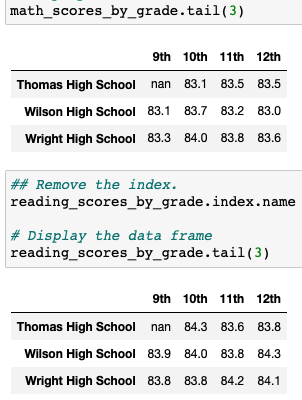 math_scores_by_grade.tail(3)
9th 10th 11th 12th
Thomas High School nan 83.1 83.5 83.5
Wilson High School 83.1 83.7 83.2 83.0
Wright High School 83.3 84.0 83.8 83.6
## Remove the index.
reading_scores_by_grade.index.name
# Display the data frame
reading_scores_by_grade.tail(3)
9th 10th 11th 12th
Thomas High School nan 84.3 83.6 83.8
Wilson High School 83.9 84.0 83.8 84.3
Wright High School 83.8 83.8 84.2 84.1